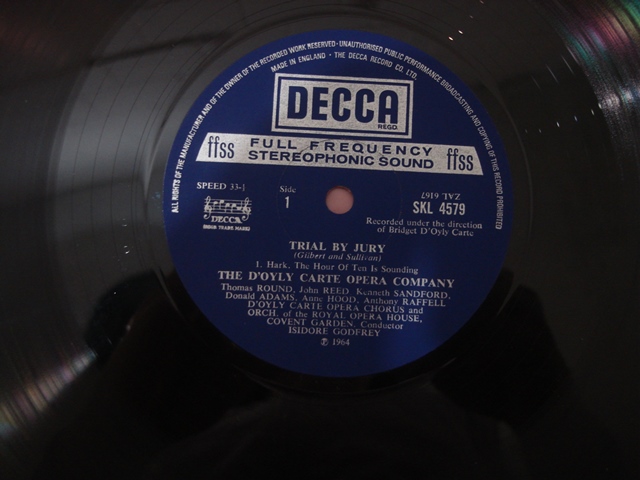 ALL RIGHTS OF THE MANUFACTURER AND OF THE OWNER OF THE RECORDED WORK RESERVED · UNAUTHORISED PUBLIC PERFORMANCE BROADCASTING AND COPYING OF THIS RECORD PROHIBITED
MADE IN ENGLAND · THE DECCA RECORD CO. LTD.
DECCA
REGD.
ffss FULL FREQUENCY ffss
STEREOPHONIC SOUND
SPEED 33⅓
Side
1
ZAL 6167
SKL 4579
DECCA
Recorded under the direction
of Bridget D'Oyly Carte
TRIAL BY JURY
(Gilbert and Sullivan)
1. Hark, The Hour of Ten Is Sounding
THE D'OYLY CARTE OPERA COMPANY
Thomas ROUND, John REED, Kenneth SANDFORD,
Donald ADAMS, Anne HOOD, Anthony RAFFELL
D'OYLY CARTE OPERA CHORUS and
ORCH. of the ROYAL OPERA HOUSE,
COVENT GARDEN, Conductor
ISIDORE GODFREY
℗ 1964